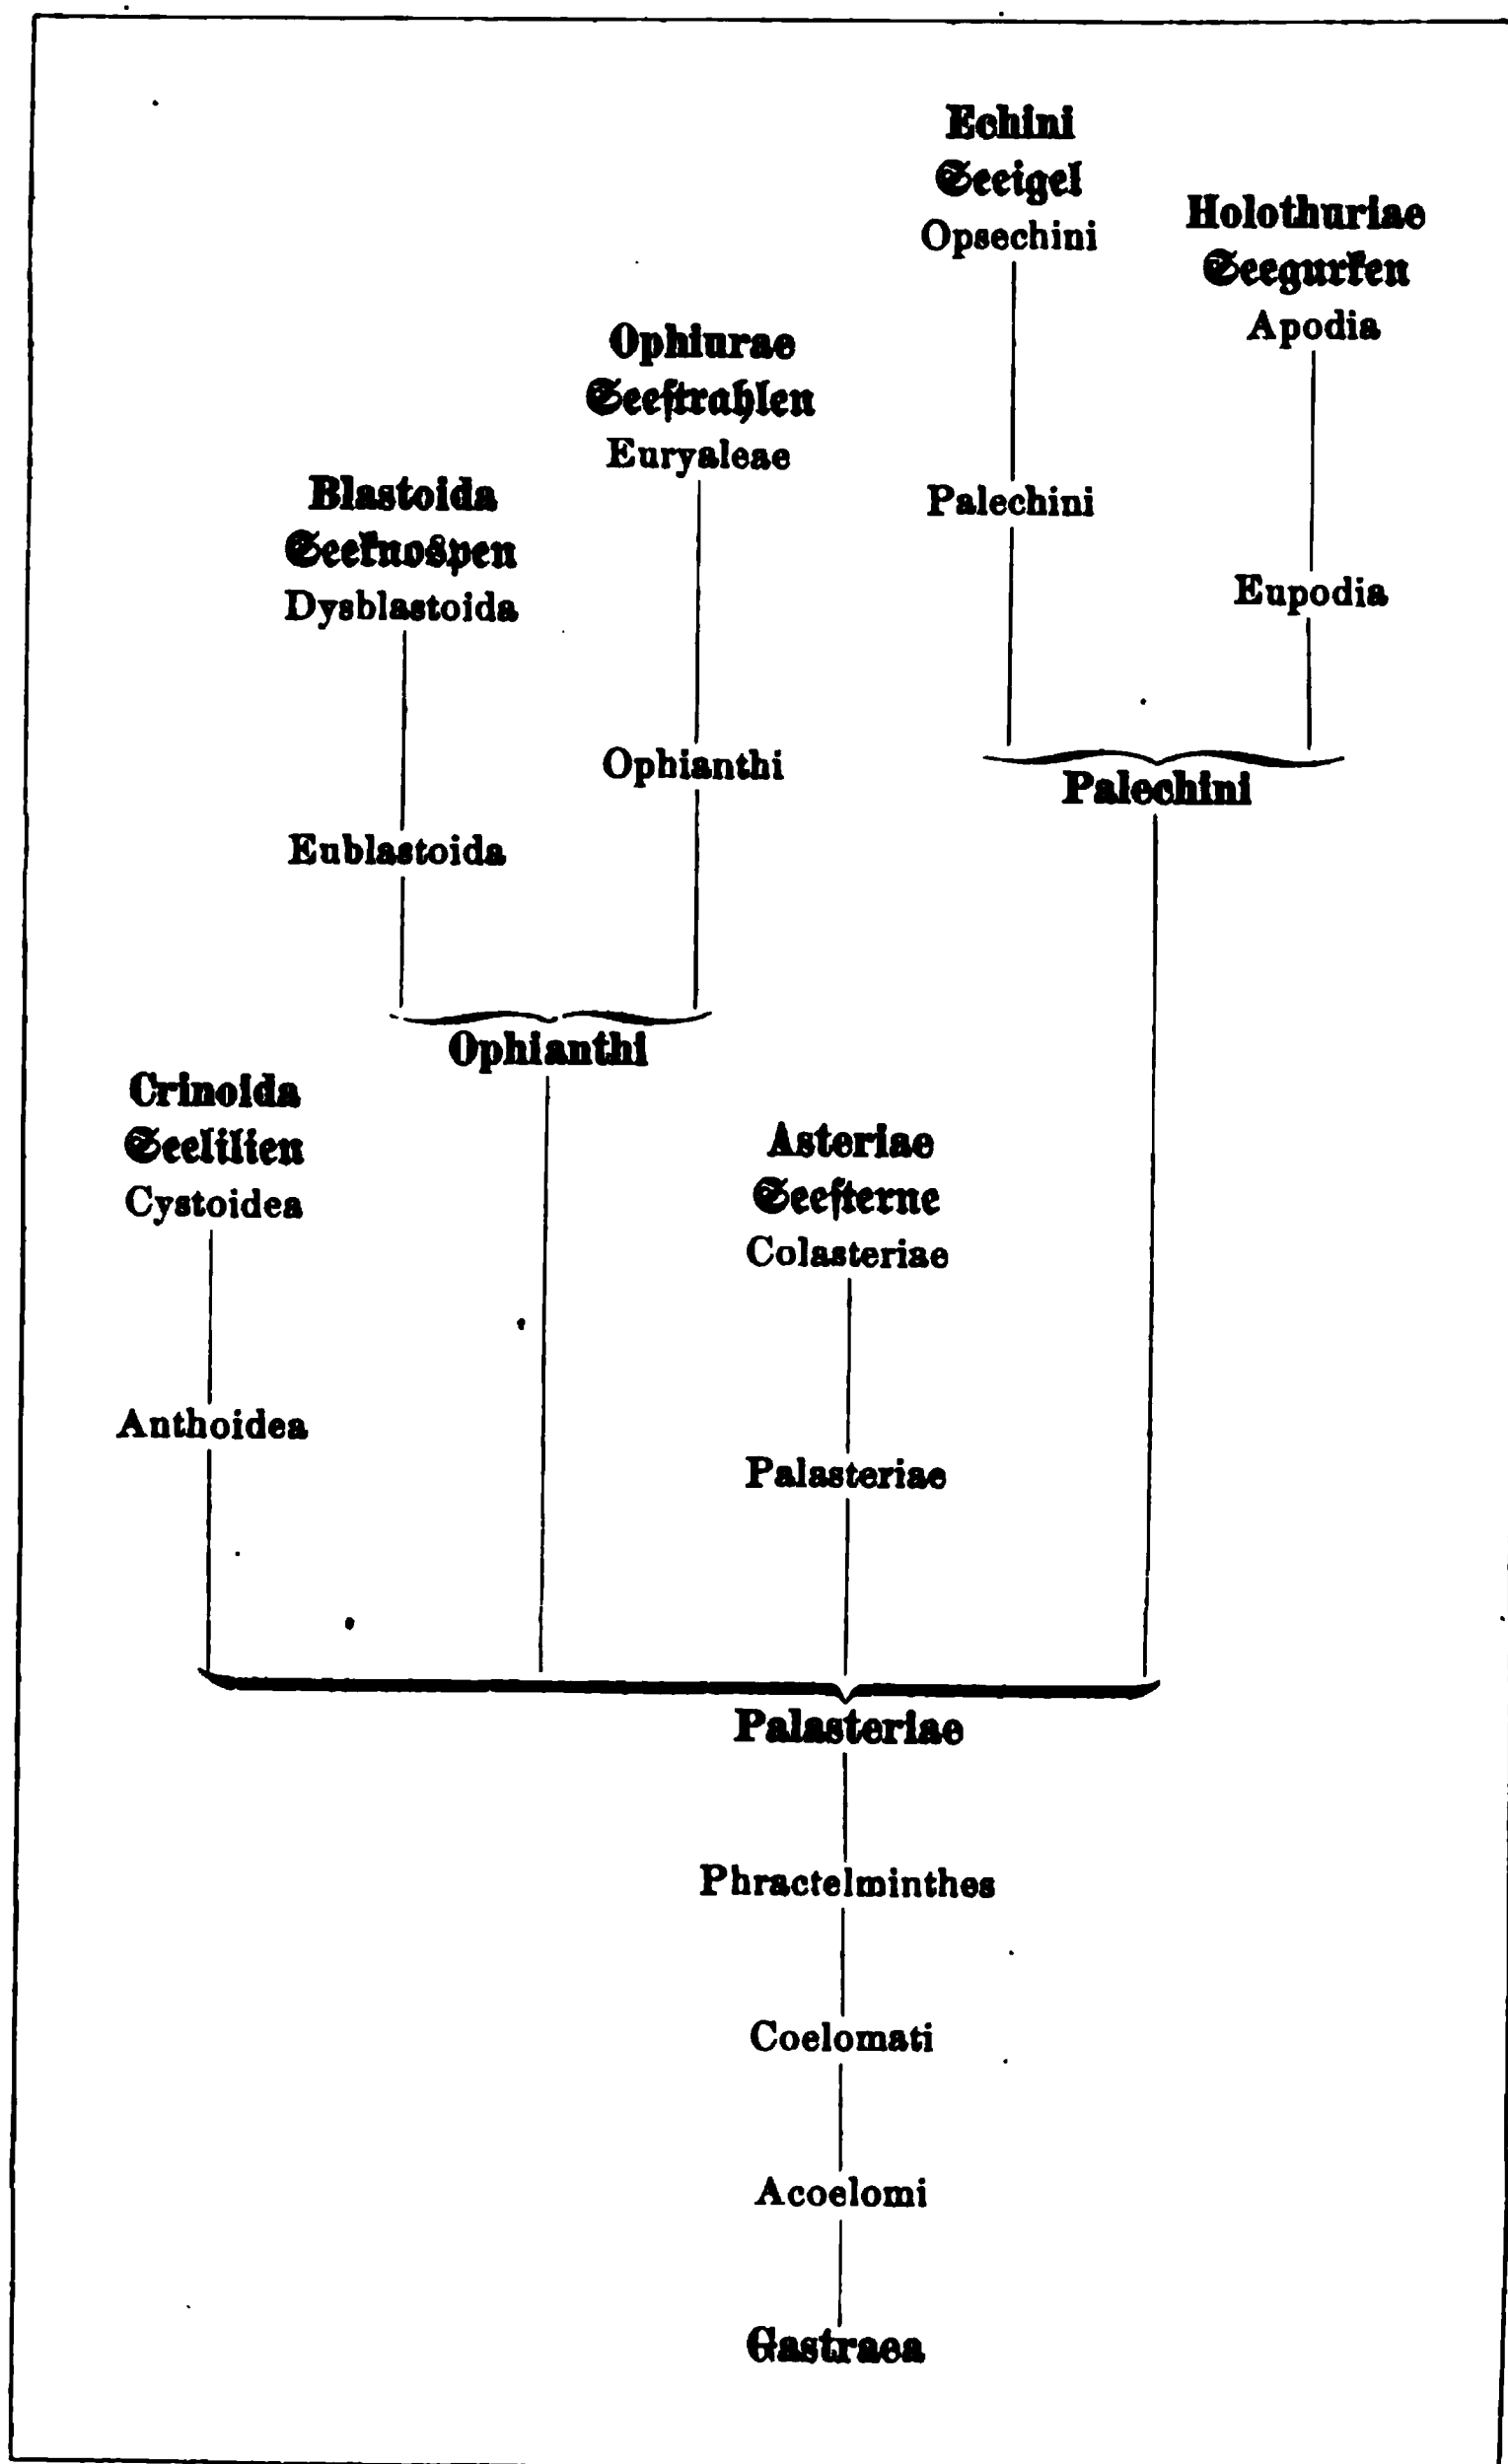 Echini
Seeigel
Opsechini
Holothuriae
Seegurken
Apodia
Ophiurae
Seestrahlen
Euryaleae
Blastoida
Seeknospen
Dysblastoida
Palechini
Eupodia
Ophianthi
Palechini
Eublastoida
Ophianthi
Crinoida
Seelilien
Cystoidea
Asteriae
Seesterne
Colasteriae
Anthoidea
Palasteriae
Palasteriae
Phractelminthes
Coelomati
Acoelomi
Gastraea